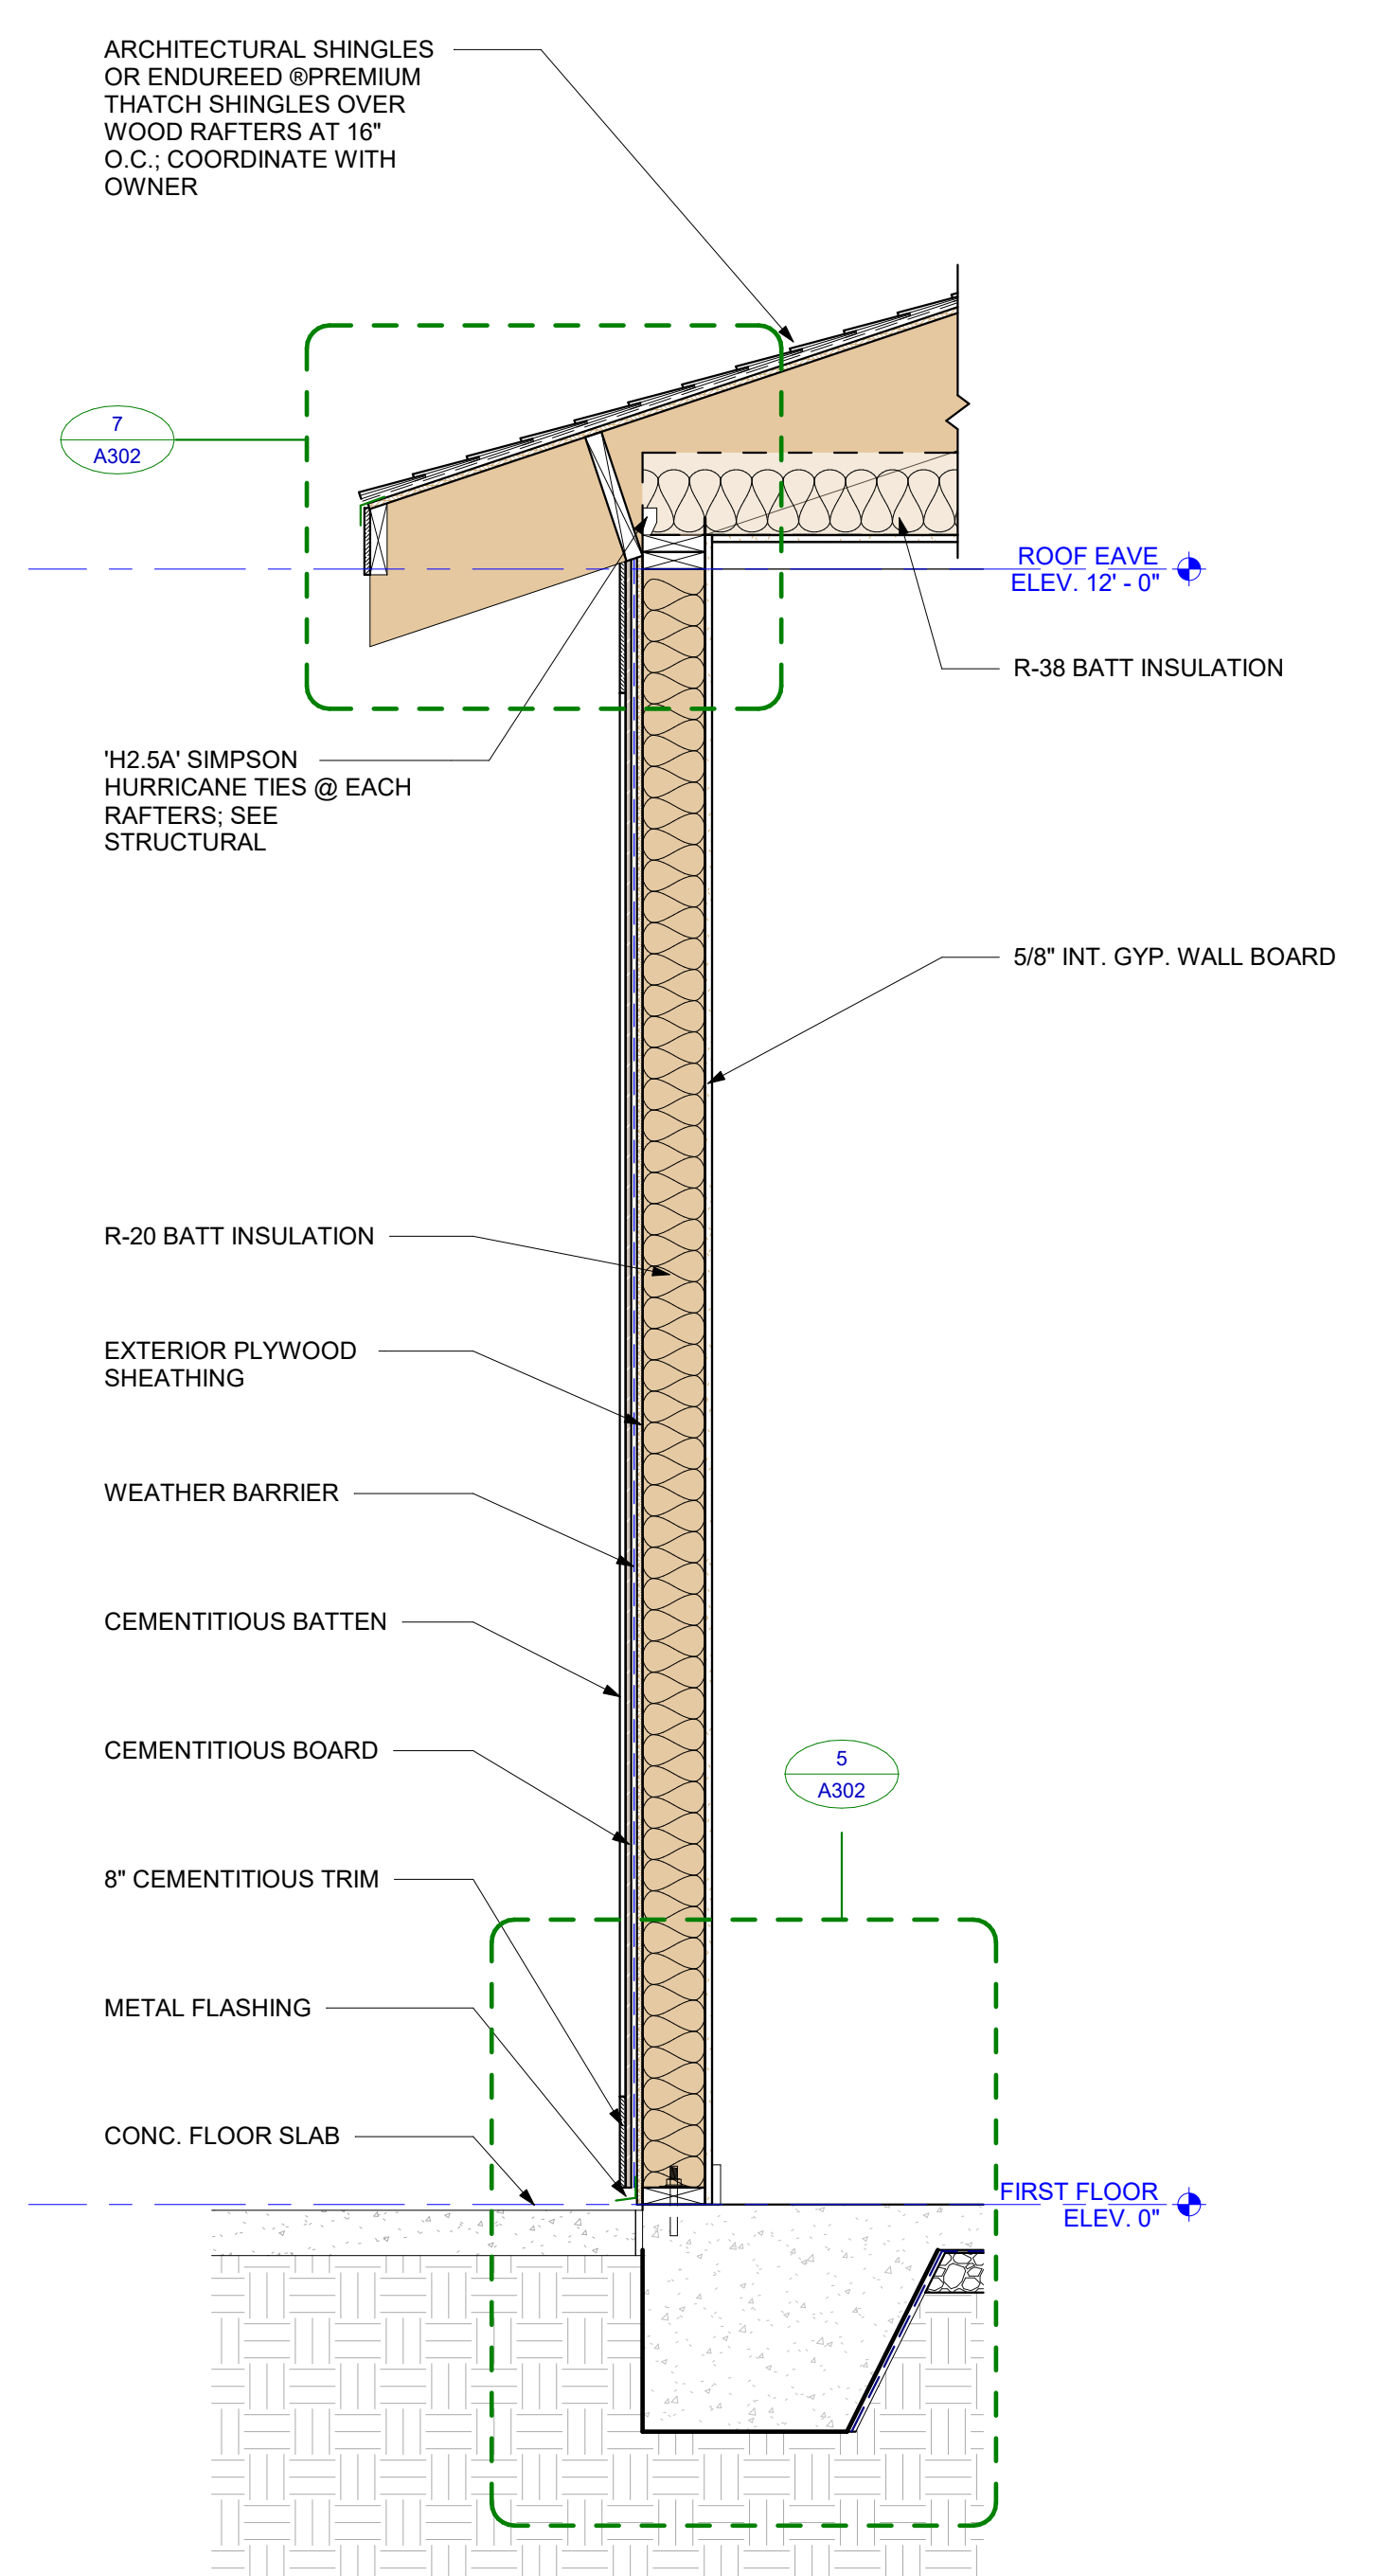 ARCHITECTURAL SHINGLES
OR ENDUREED ®PREMIUM
THATCH SHINGLES OVER
WOOD RAFTERS AT 16"
O.C.; COORDINATE WITH
OWNER
7
A302
ROOF EAVE
ELEV. 12' - 0"
R-38 BATT INSULATION
'H2.5A' SIMPSON
HURRICANE TIES @ EACH
RAFTERS; SEE
STRUCTURAL
5/8" INT. GYP. WALL BOARD
R-20 BATT INSULATION
EXTERIOR PLYWOOD
SHEATHING
WEATHER BARRIER
CEMENTITIOUS BATTEN
CEMENTITIOUS BOARD
5
A302
8" CEMENTITIOUS TRIM
METAL FLASHING
CONC. FLOOR SLAB
FIRST FLOOR
ELEV. 0"